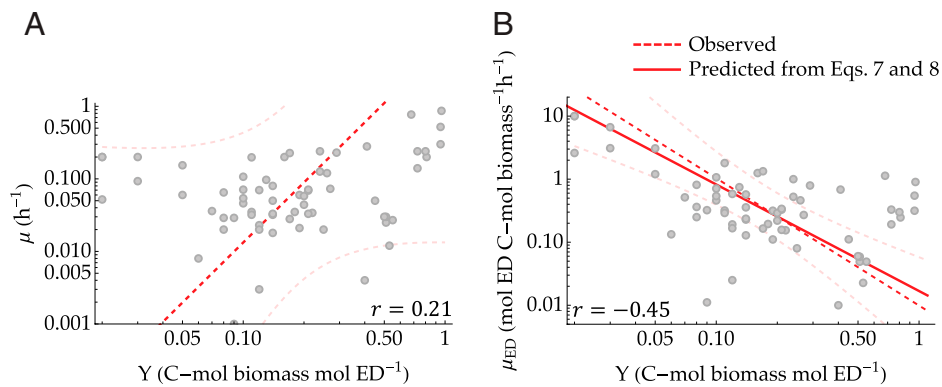 A
B
Observed
Predicted from Eqs. 7 and 8
μ (h⁻¹)
1
0.500
0.100
0.050
0.010
0.005
0.001
r = 0.21
0.05 0.10 0.50 1
Y (C−mol biomass mol ED⁻¹)
μED (mol ED C−mol biomass⁻¹h⁻¹)
10
1
0.10
0.01
r = −0.45
0.05 0.10 0.50 1
Y (C−mol biomass mol ED⁻¹)